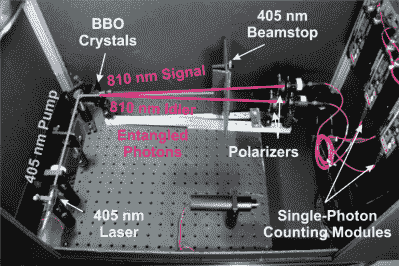 BBO
Crystals
405 nm
Beamstop
810 nm Signal
810 nm Idler
Entangled
Photons
405 nm Pump
Polarizers
405 nm
Laser
Single-Photon
Counting Modules